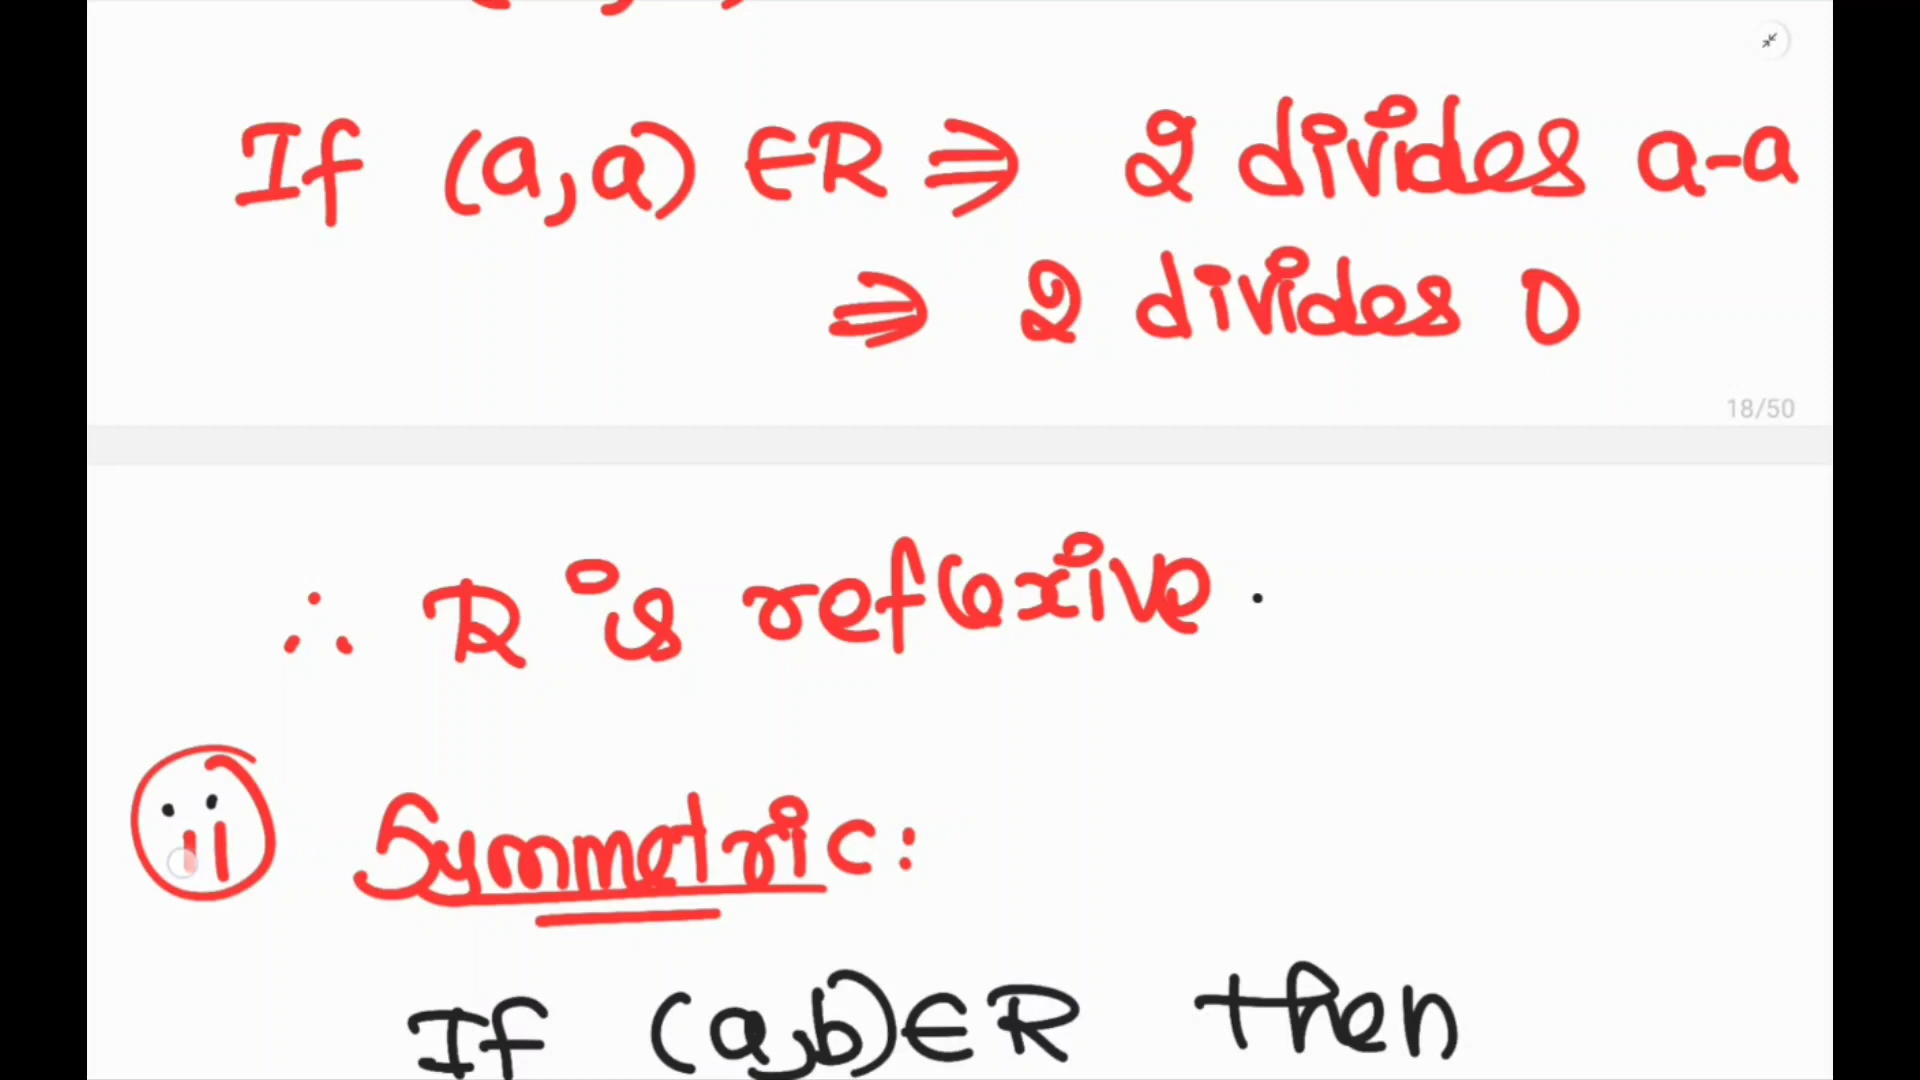 If (a,a) ∈R ⇒ 2 divides a-a
⇒ 2 divides 0
18/50
∴ R is reflexive.
ii Symmetric:
If (a,b)∈R then